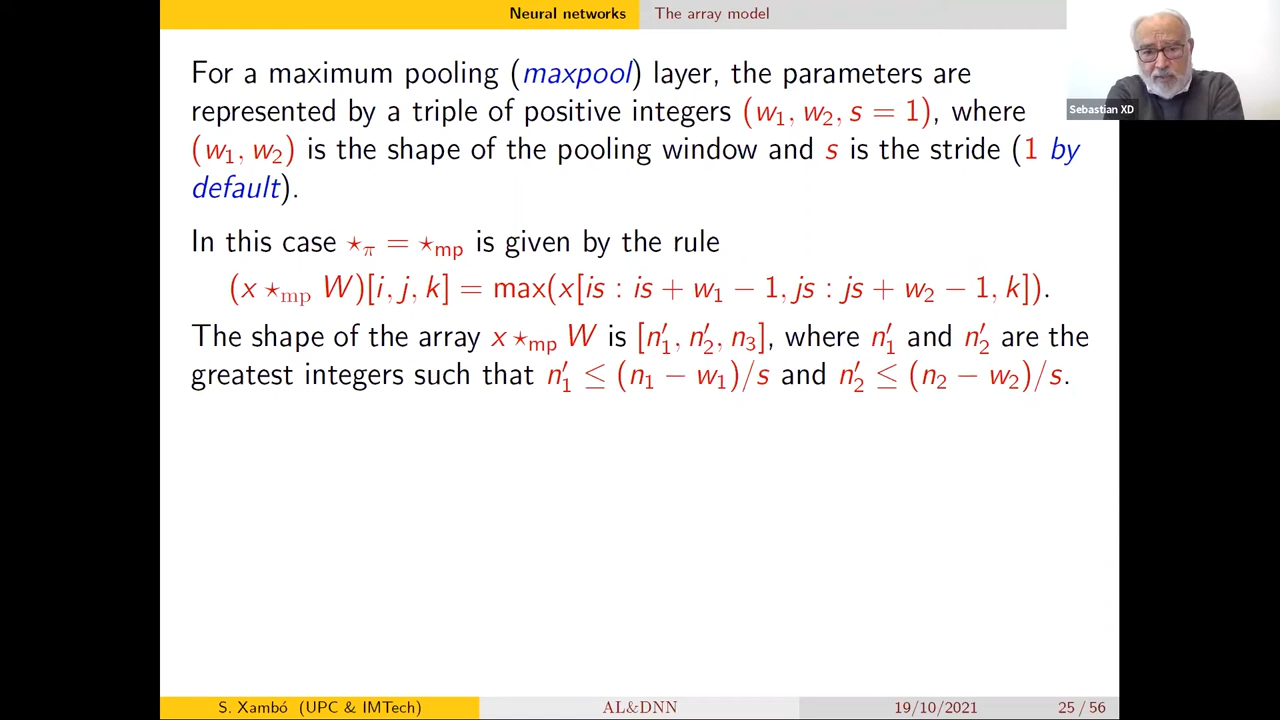 Neural networks The array model
Sebastian XD
For a maximum pooling (maxpool) layer, the parameters are
represented by a triple of positive integers (w₁, w₂, s = 1), where
(w₁, w₂) is the shape of the pooling window and s is the stride (1 by
default).
In this case ⋆π = ⋆mp is given by the rule
(x ⋆mp W)[i, j, k] = max(x[is : is + w₁ − 1, js : js + w₂ − 1, k]).
The shape of the array x ⋆mp W is [n′₁, n′₂, n₃], where n′₁ and n′₂ are the
greatest integers such that n′₁ ≤ (n₁ − w₁)/s and n′₂ ≤ (n₂ − w₂)/s.
S. Xambó (UPC & IMTech) AL&DNN 19/10/2021 25 / 56